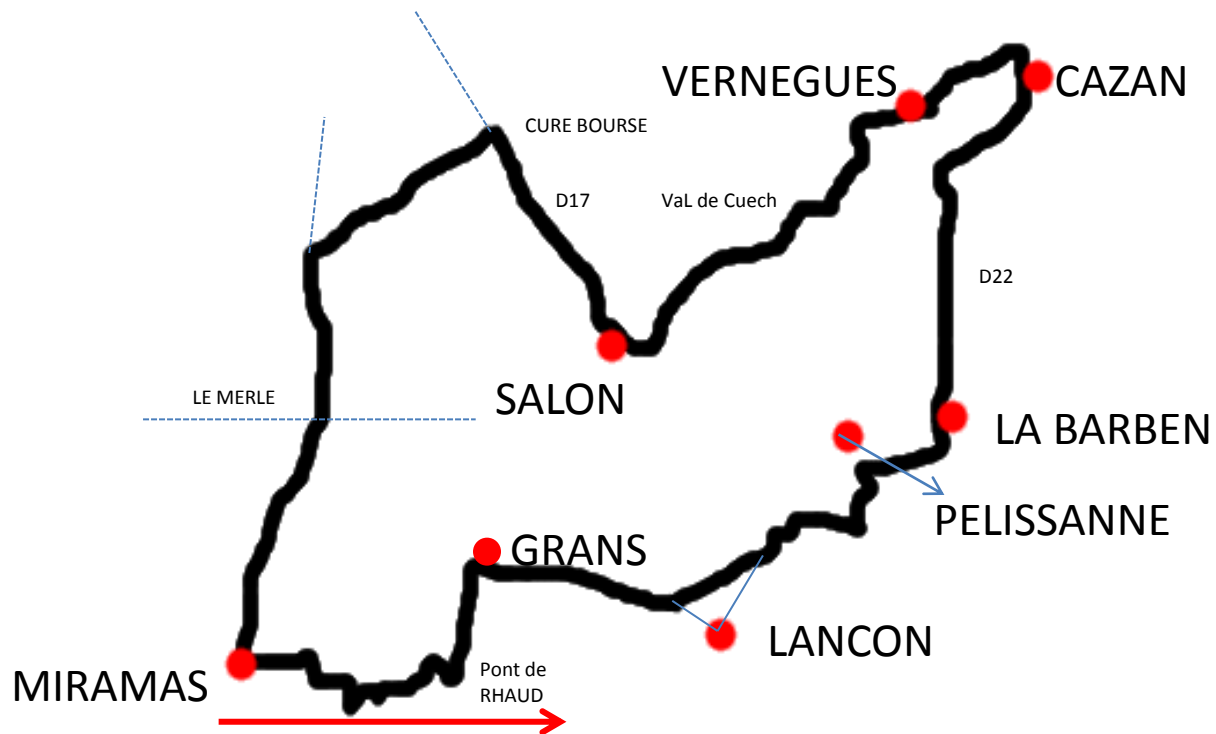 VERNEGUES
CAZAN
CURE BOURSE
D17
VaL de Cuech
D22
LE MERLE
SALON
LA BARBEN
PELISSANNE
GRANS
LANCON
MIRAMAS
Pont de
RHAUD